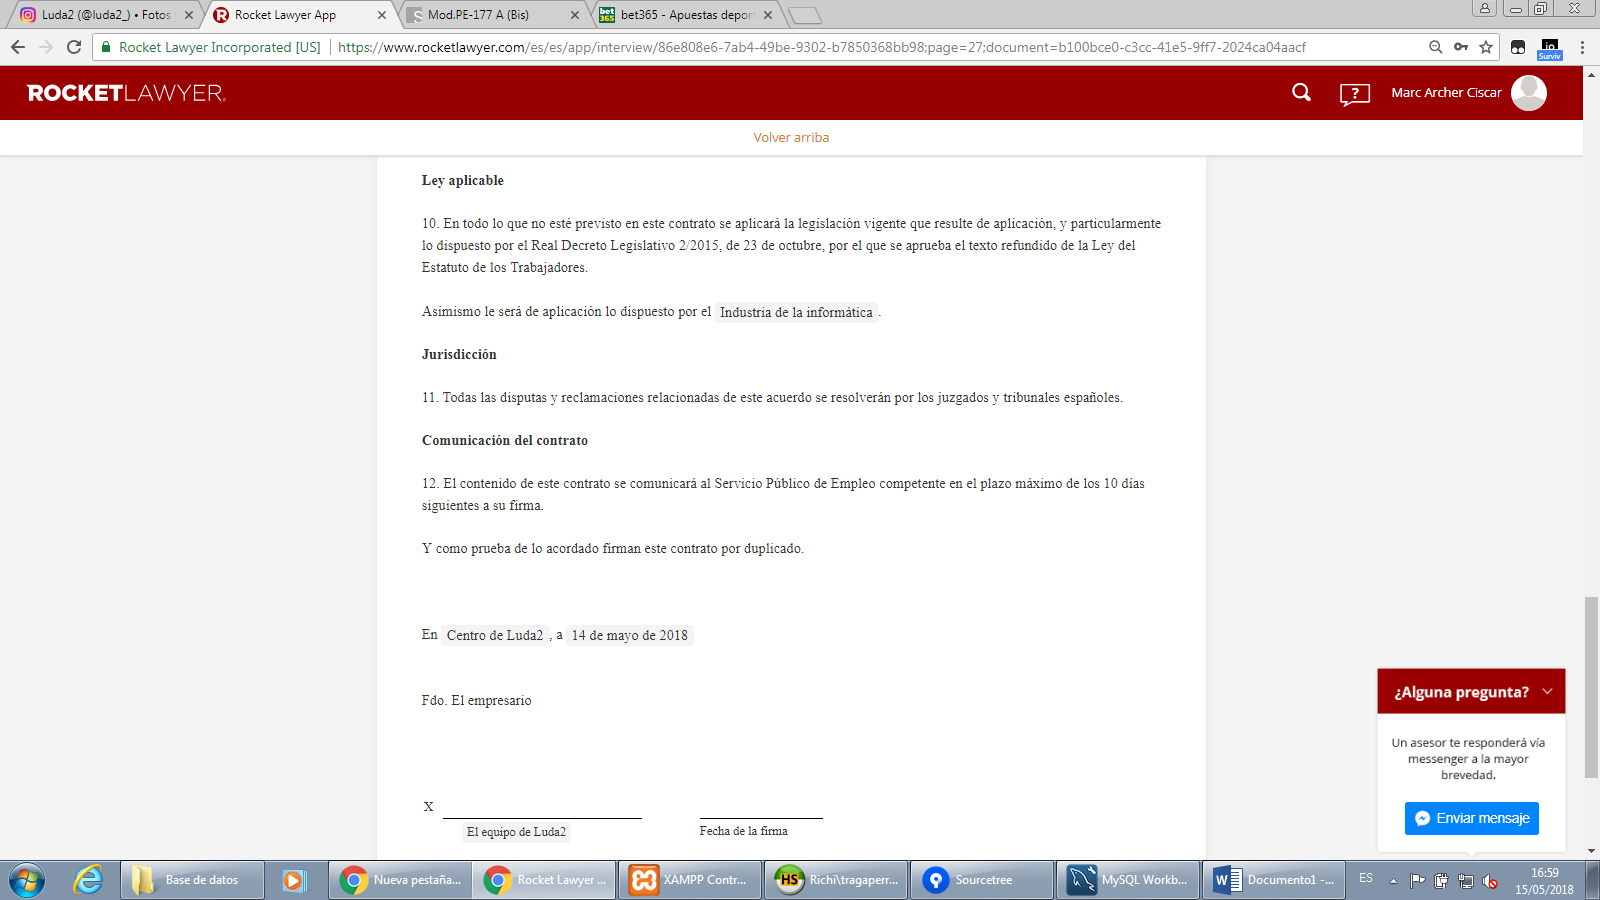 Luda2 (@luda2_) • Fotos
Rocket Lawyer App
Mod.PE-177 A (Bis)
bet365 - Apuestas depor
Rocket Lawyer Incorporated [US]
https://www.rocketlawyer.com/es/es/app/interview/86e808e6-7ab4-49be-9302-b7850368bb98;page=27;document=b100bce0-c3cc-41e5-9ff7-2024ca04aacf
Surviv
ROCKETLAWYER
Marc Archer Ciscar
Volver arriba
Ley aplicable
10. En todo lo que no esté previsto en este contrato se aplicará la legislación vigente que resulte de aplicación, y particularmente
lo dispuesto por el Real Decreto Legislativo 2/2015, de 23 de octubre, por el que se aprueba el texto refundido de la Ley del
Estatuto de los Trabajadores.
Asimismo le será de aplicación lo dispuesto por el Industria de la informática .
Jurisdicción
11. Todas las disputas y reclamaciones relacionadas de este acuerdo se resolverán por los juzgados y tribunales españoles.
Comunicación del contrato
12. El contenido de este contrato se comunicará al Servicio Público de Empleo competente en el plazo máximo de los 10 días
siguientes a su firma.
Y como prueba de lo acordado firman este contrato por duplicado.
En Centro de Luda2 , a 14 de mayo de 2018
Fdo. El empresario
X
El equipo de Luda2
Fecha de la firma
¿Alguna pregunta?
Un asesor te responderá vía
messenger a la mayor
brevedad.
Enviar mensaje
Base de datos
Nueva pestaña...
Rocket Lawyer ...
XAMPP Contr...
Richi\tragaperr...
Sourcetree
MySQL Workb...
Documento1 -...
ES
16:59
15/05/2018